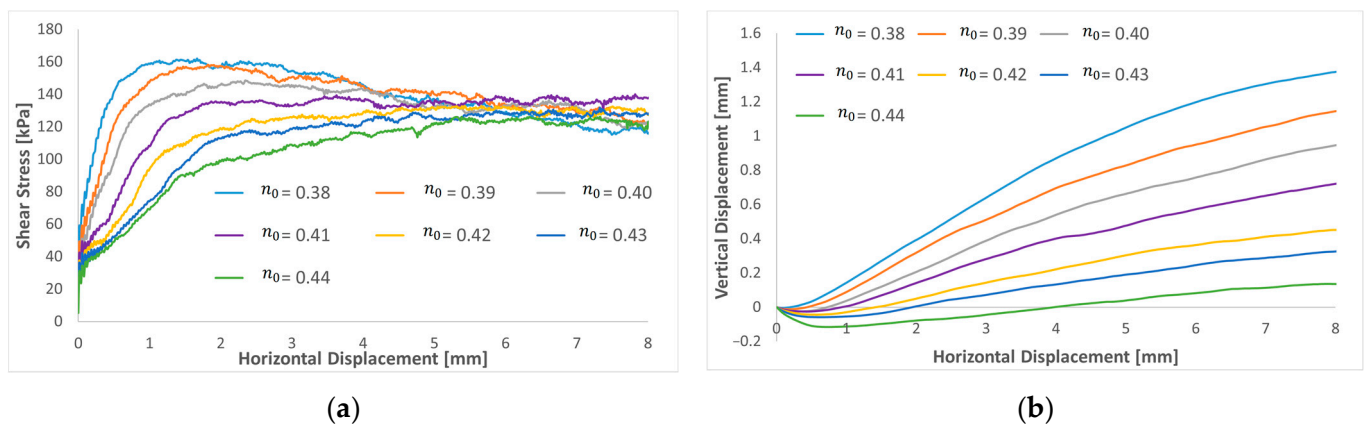 180
160
140
120
100
80
60
40
20
0
Shear Stress [kPa]
n₀ = 0.38 n₀ = 0.39 n₀ = 0.40
n₀ = 0.41 n₀ = 0.42 n₀ = 0.43
n₀ = 0.44
0 1 2 3 4 5 6 7 8
Horizontal Displacement [mm]
(a)
1.6
1.4
1.2
1
0.8
0.6
0.4
0.2
0
−0.2
Vertical Displacement [mm]
n₀ = 0.38 n₀ = 0.39 n₀ = 0.40
n₀ = 0.41 n₀ = 0.42 n₀ = 0.43
n₀ = 0.44
0 1 2 3 4 5 6 7 8
Horizontal Displacement [mm]
(b)